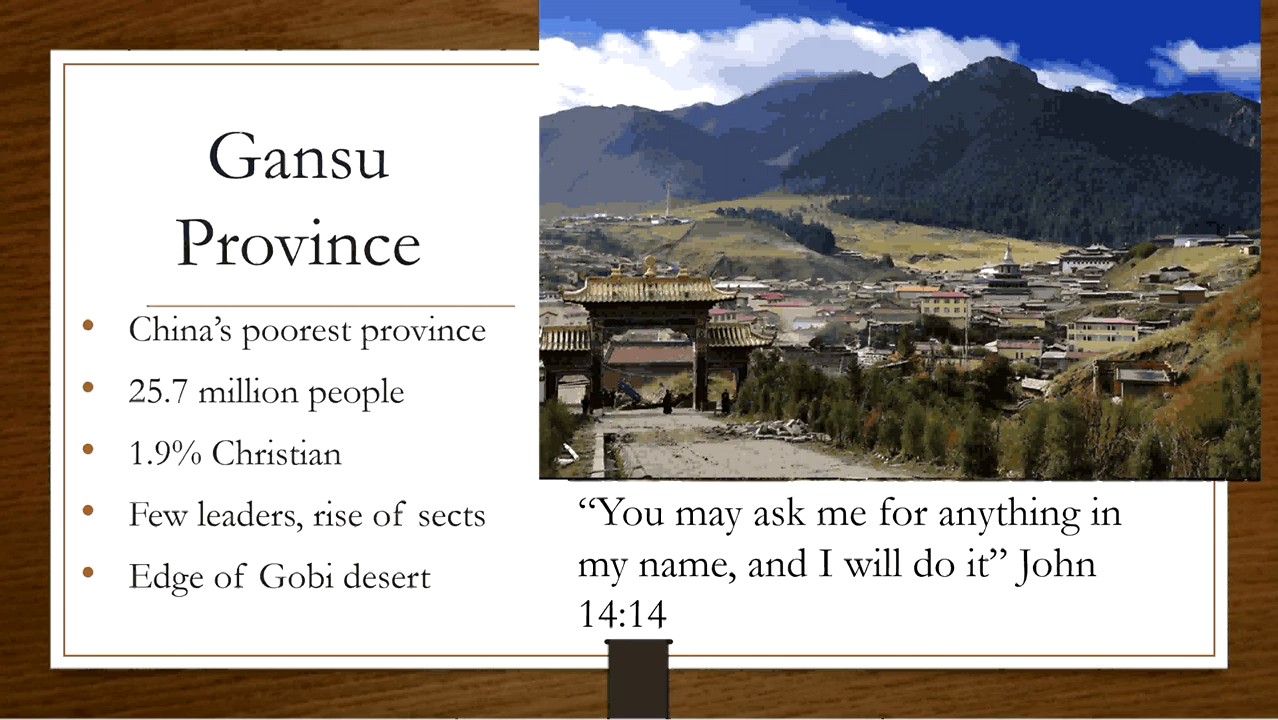 Gansu
Province
• China’s poorest province
• 25.7 million people
• 1.9% Christian
• Few leaders, rise of sects
• Edge of Gobi desert
“You may ask me for anything in
my name, and I will do it” John
14:14